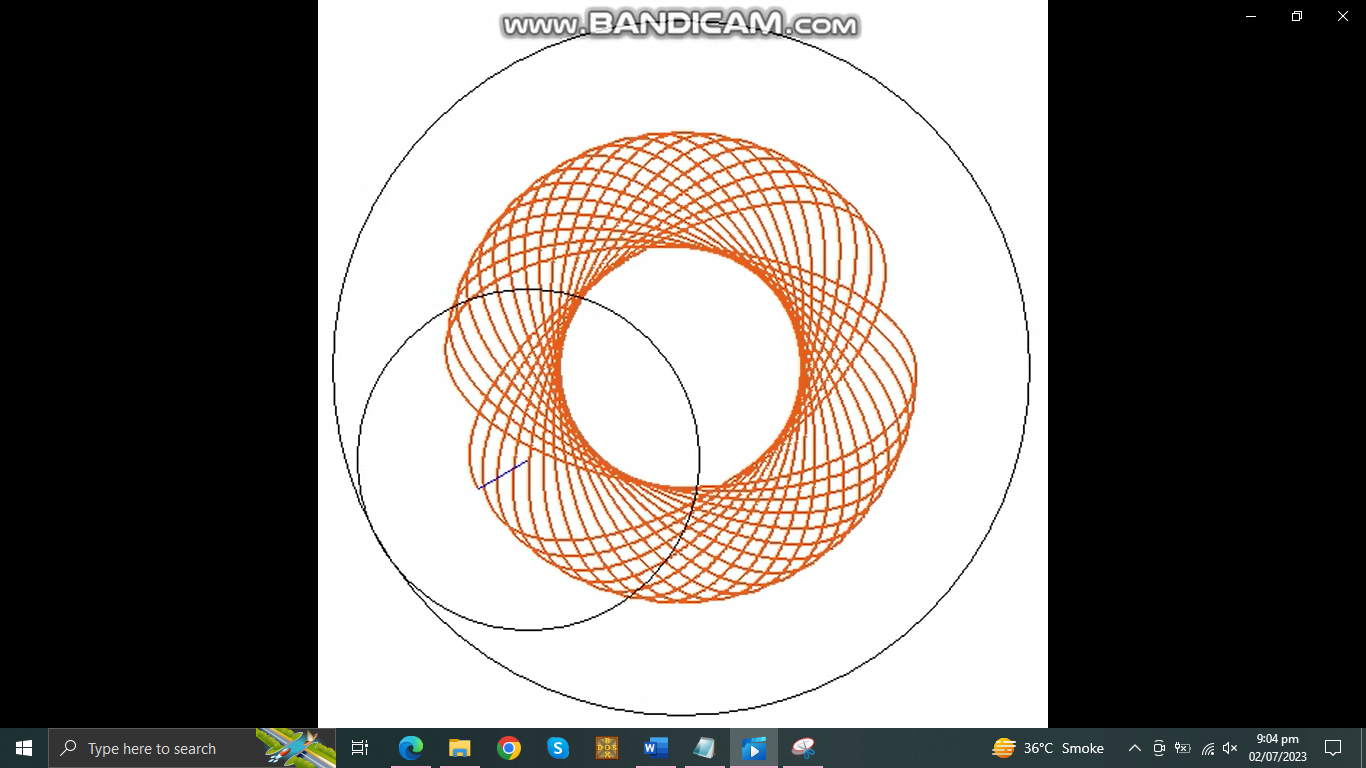 WWW.BANDICAM.COM
Type here to search
36°C Smoke
9:04 pm
02/07/2023